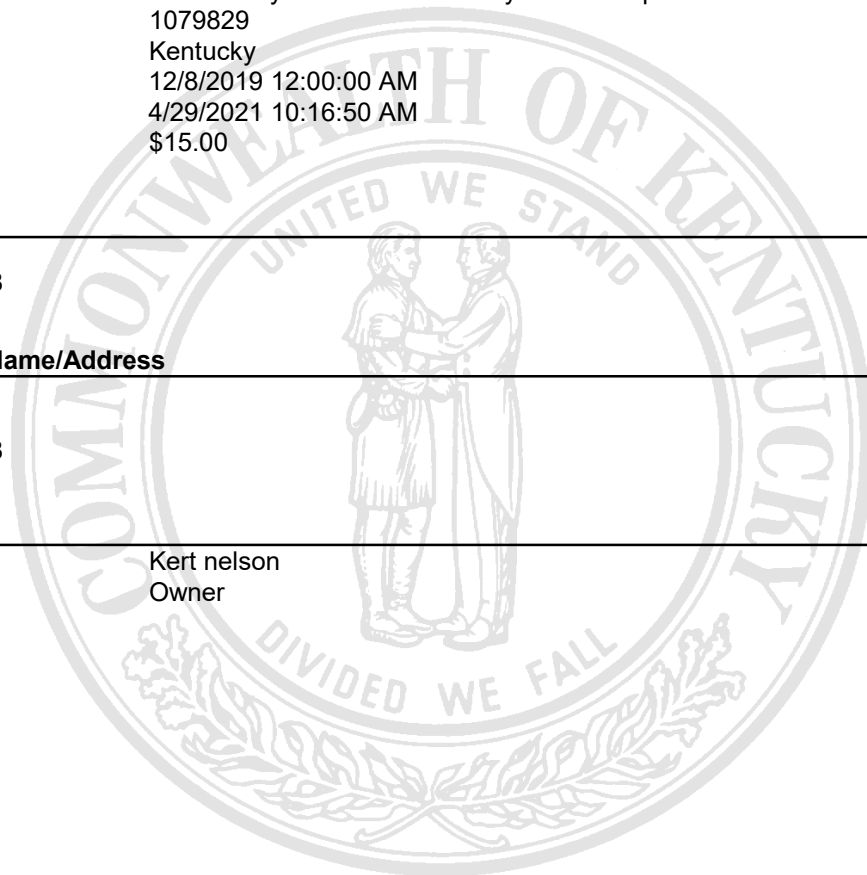 1079829
Kentucky
12/8/2019 12:00:00 AM
4/29/2021 10:16:50 AM
$15.00
COMMONWEALTH OF KENTUCKY
UNITED WE STAND
Name/Address
Kert nelson
Owner
DIVIDED WE FALL